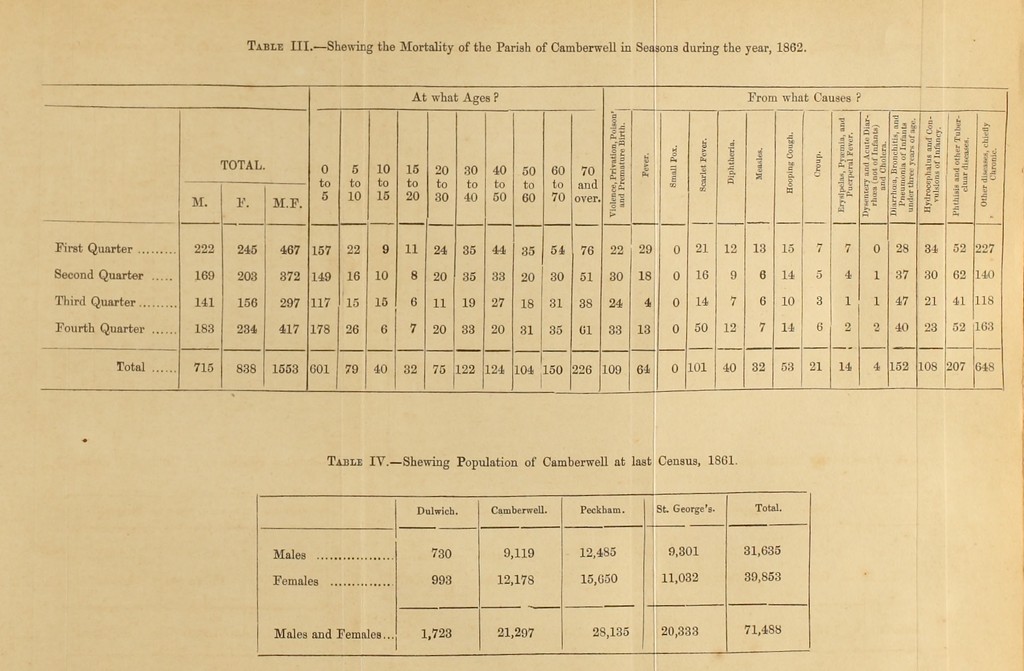 TABLE III.—Shewing the Mortality of the Parish of Camberwell in Seasons during the year, 1862.
At what Ages ? From what Causes ?
TOTAL. M. F. M.F. 0 to 5 5 to 10 10 to 15 15 to 20 20 to 30 30 to 40 40 to 50 50 to 60 60 to 70 70 and over. Violence, Privation, Poison' and Premature Birth. Fever. Small Pox. Scarlet Fever. Diphtheria. Measles. Hooping Cough. Croup. Erysipelas, Pyæmia, and Puerperal Fever. Dysentery and Acute Diarrhœa (not of Infants) and Cholera. Diarrhœa, Bronchitis, and Pneumonia of Infants under three years of age. Hydrocephalus and Convulsions of Infancy. Phthisis and other Tubercular diseases. Other diseases, chiefly Chronic.
First Quarter ......... 222 245 467 157 22 9 11 24 35 44 35 54 76 22 29 0 21 12 13 15 7 7 0 28 34 52 227
Second Quarter ..... 169 203 372 149 16 10 8 20 35 33 20 30 51 30 18 0 16 9 6 14 5 4 1 37 30 62 140
Third Quarter ......... 141 156 297 117 15 15 6 11 19 27 18 31 38 24 4 0 14 7 6 10 3 1 1 47 21 41 118
Fourth Quarter ...... 183 234 417 178 26 6 7 20 33 20 31 35 61 33 13 0 50 12 7 14 6 2 2 40 23 52 163
Total ...... 715 838 1553 601 79 40 32 75 122 124 104 150 226 109 64 0 101 40 32 53 21 14 4 152 108 207 648
TABLE IV.—Shewing Population of Camberwell at last Census, 1861.
Dulwich. Camberwell. Peckham. St. George's. Total.
Males .................. 730 9,119 12,485 9,301 31,635
Females ............... 993 12,178 15,650 11,032 39,853
Males and Females... 1,723 21,297 28,135 20,333 71,488